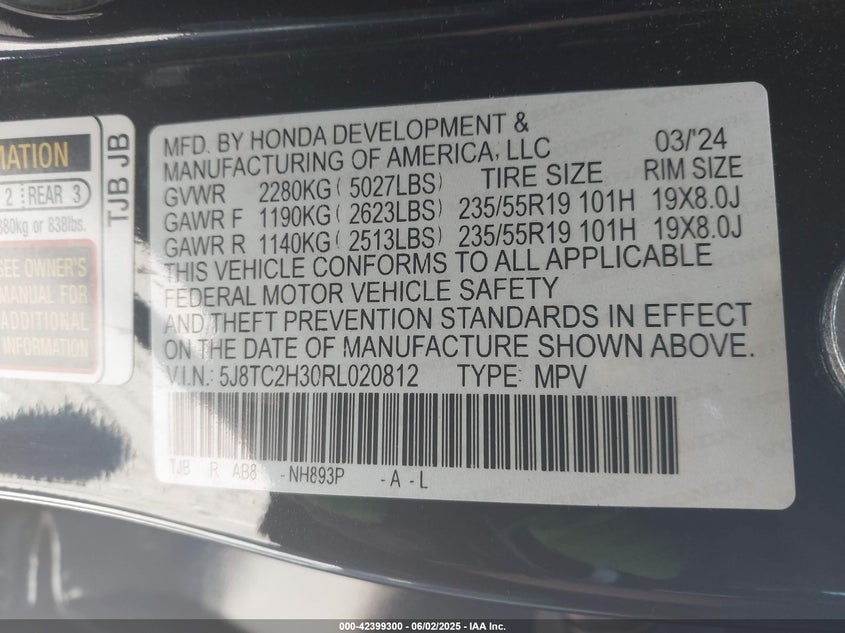 MATION
2 REAR 3
380kg or 838lbs.
SEE OWNER'S
MANUAL FOR
ADDITIONAL
INFORMATION
TJB JB
MFD. BY HONDA DEVELOPMENT &
MANUFACTURING OF AMERICA, LLC 03/'24
GVWR 2280KG ( 5027LBS) TIRE SIZE RIM SIZE
GAWR F 1190KG ( 2623LBS) 235/55R19 101H 19X8.0J
GAWR R 1140KG ( 2513LBS) 235/55R19 101H 19X8.0J
THIS VEHICLE CONFORMS TO ALL APPLICABLE
FEDERAL MOTOR VEHICLE SAFETY
AND THEFT PREVENTION STANDARDS IN EFFECT
ON THE DATE OF MANUFACTURE SHOWN ABOVE.
V.I.N.: 5J8TC2H30RL020812 TYPE: MPV
TJB R AB8 -NH893P -A-L
000-42399300 - 06/02/2025 - IAA Inc.